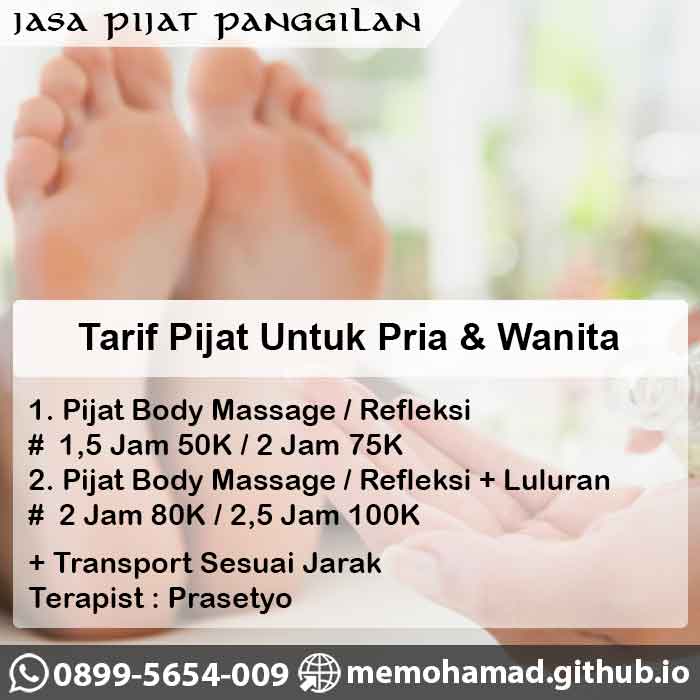 JASA PIJAT PANGGILAN
Tarif Pijat Untuk Pria & Wanita
1. Pijat Body Massage / Refleksi
# 1,5 Jam 50K / 2 Jam 75K
2. Pijat Body Massage / Refleksi + Luluran
# 2 Jam 80K / 2,5 Jam 100K
+ Transport Sesuai Jarak
Terapist : Prasetyo
0899-5654-009 memohamad.github.io